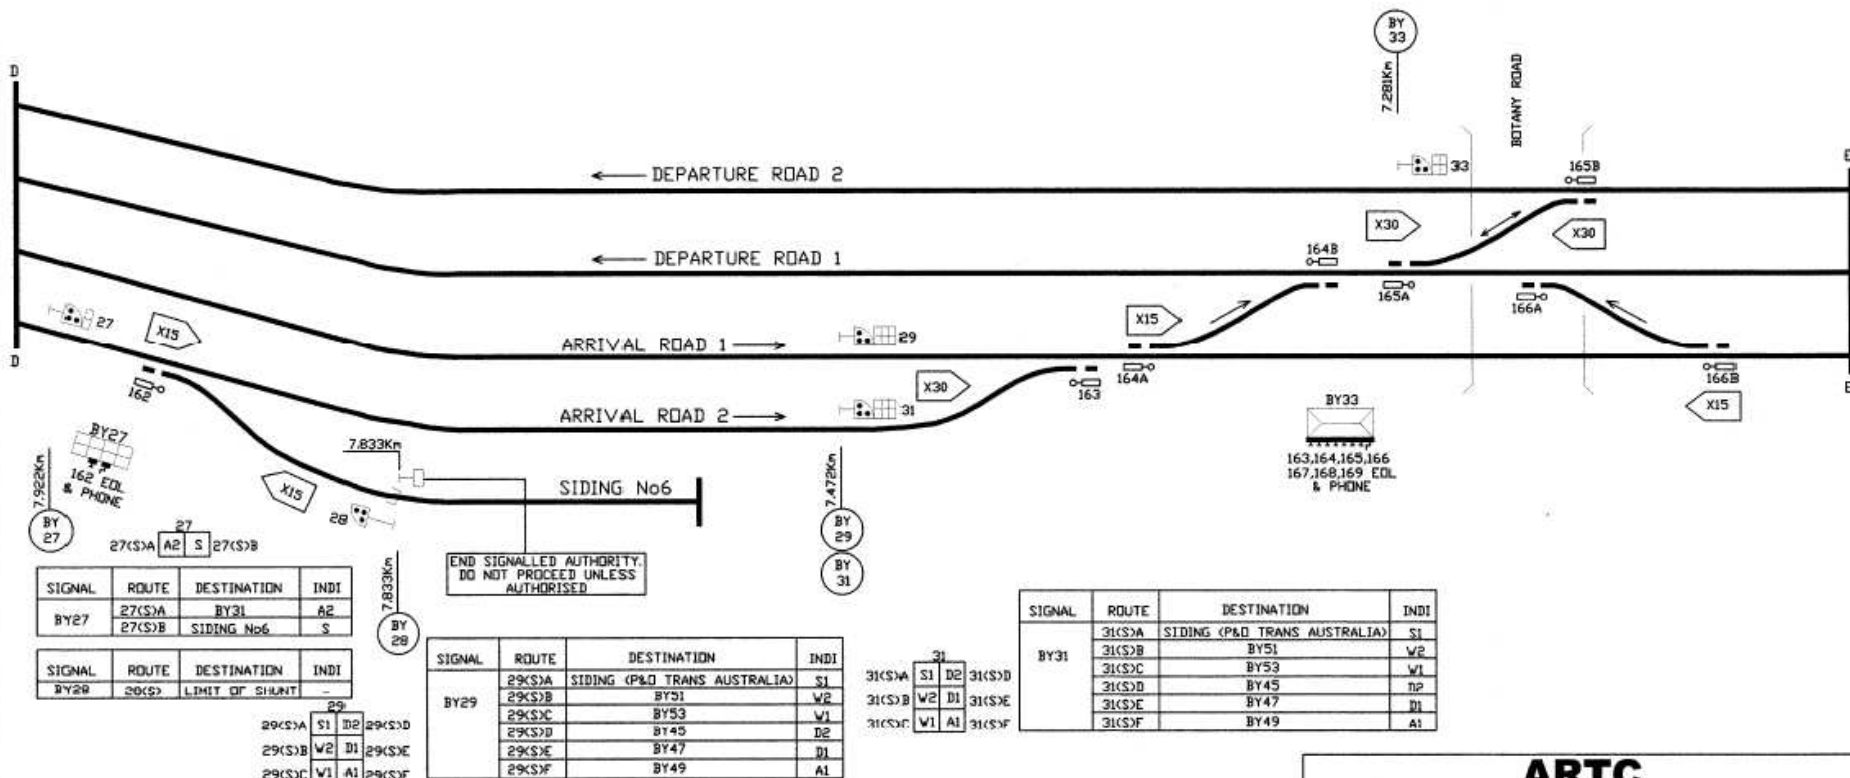 BY
33
7.281Km
BOTANY ROAD
D
E
DEPARTURE ROAD 2
33
165B
X30
X30
DEPARTURE ROAD 1
164B
165A
166A
27
X15
ARRIVAL ROAD 1
29
X15
162
X30
163
164A
166B
ARRIVAL ROAD 2
31
BY33
X15
D
E
BY27
162 EOL
& PHONE
7.833Km
163,164,165,166
167,168,169 EOL
& PHONE
7.922Km
BY
27
X15
SIDING No6
28
7.472Km
BY
29
BY
31
27
27(S)A A2 S 27(S)B
END SIGNALLED AUTHORITY.
DO NOT PROCEED UNLESS
AUTHORISED
7.833Km
BY
28
SIGNAL ROUTE DESTINATION INDI
BY27 27(S)A BY31 A2
27(S)B SIDING No6 S
SIGNAL ROUTE DESTINATION INDI
BY28 28(S) LIMIT OF SHUNT -
29
29(S)A S1 D2 29(S)D
29(S)B W2 D1 29(S)E
29(S)C W1 A1 29(S)F
SIGNAL ROUTE DESTINATION INDI
BY29 29(S)A SIDING (P&O TRANS AUSTRALIA) S1
29(S)B BY51 W2
29(S)C BY53 W1
29(S)D BY45 D2
29(S)E BY47 D1
29(S)F BY49 A1
31
31(S)A S1 D2 31(S)D
31(S)B W2 D1 31(S)E
31(S)C W1 A1 31(S)F
SIGNAL ROUTE DESTINATION INDI
BY31 31(S)A SIDING (P&O TRANS AUSTRALIA) S1
31(S)B BY51 W2
31(S)C BY53 W1
31(S)D BY45 D2
31(S)E BY47 D1
31(S)F BY49 A1
ARTC